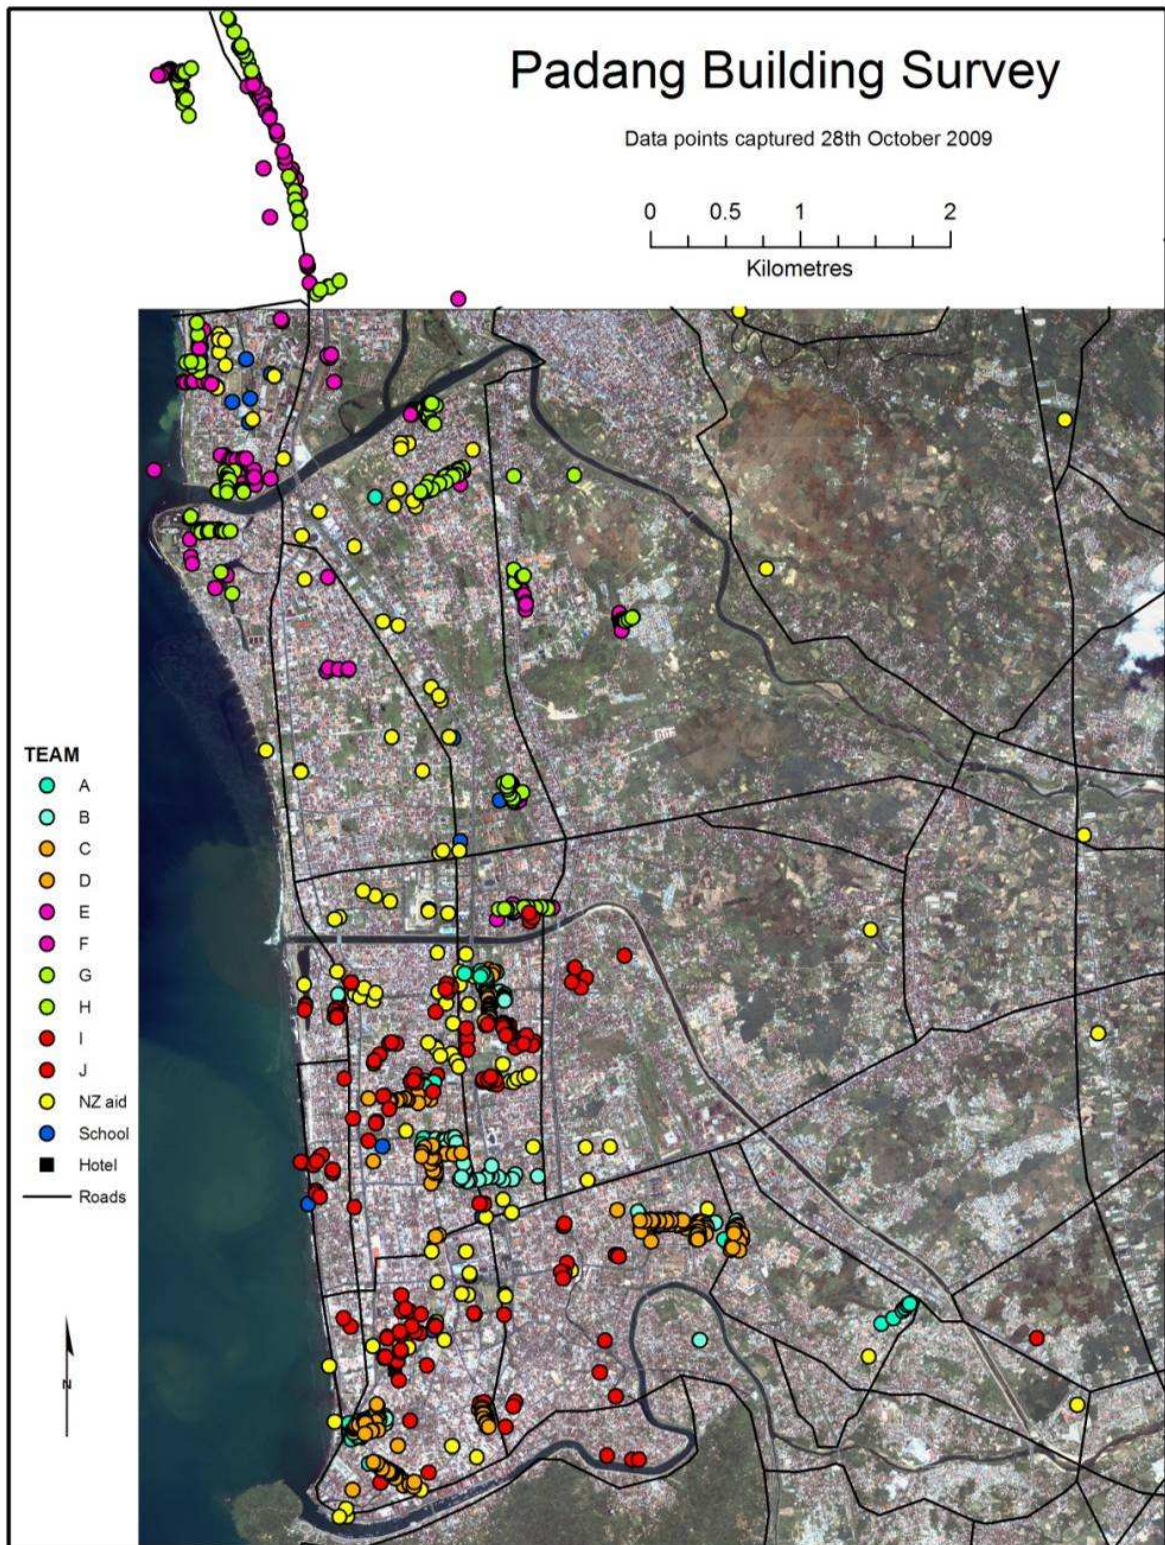 Padang Building Survey
Data points captured 28th October 2009
0 0.5 1 2
Kilometres
TEAM
A
B
C
D
E
F
G
H
I
J
NZ aid
School
Hotel
Roads
N